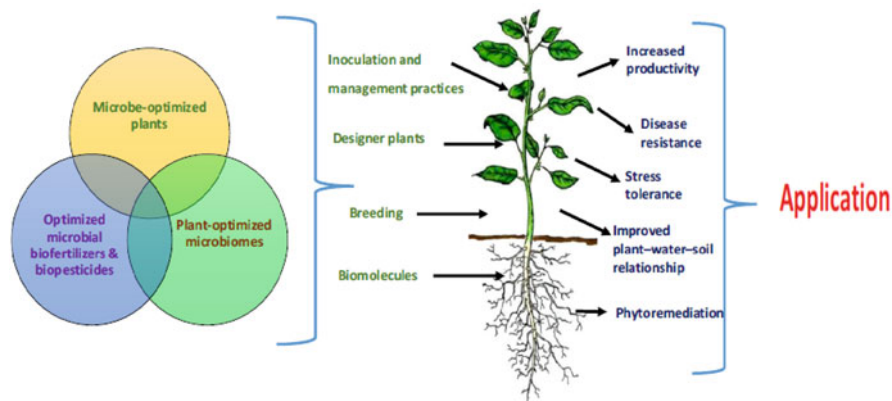 Microbe-optimized
plants
Optimized
microbial
biofertilizers &
biopesticides
Plant-optimized
microbiomes
Inoculation and
management practices
Designer plants
Breeding
Biomolecules
Increased
productivity
Disease
resistance
Stress
tolerance
Improved
plant–water–soil
relationship
Phytoremediation
Application